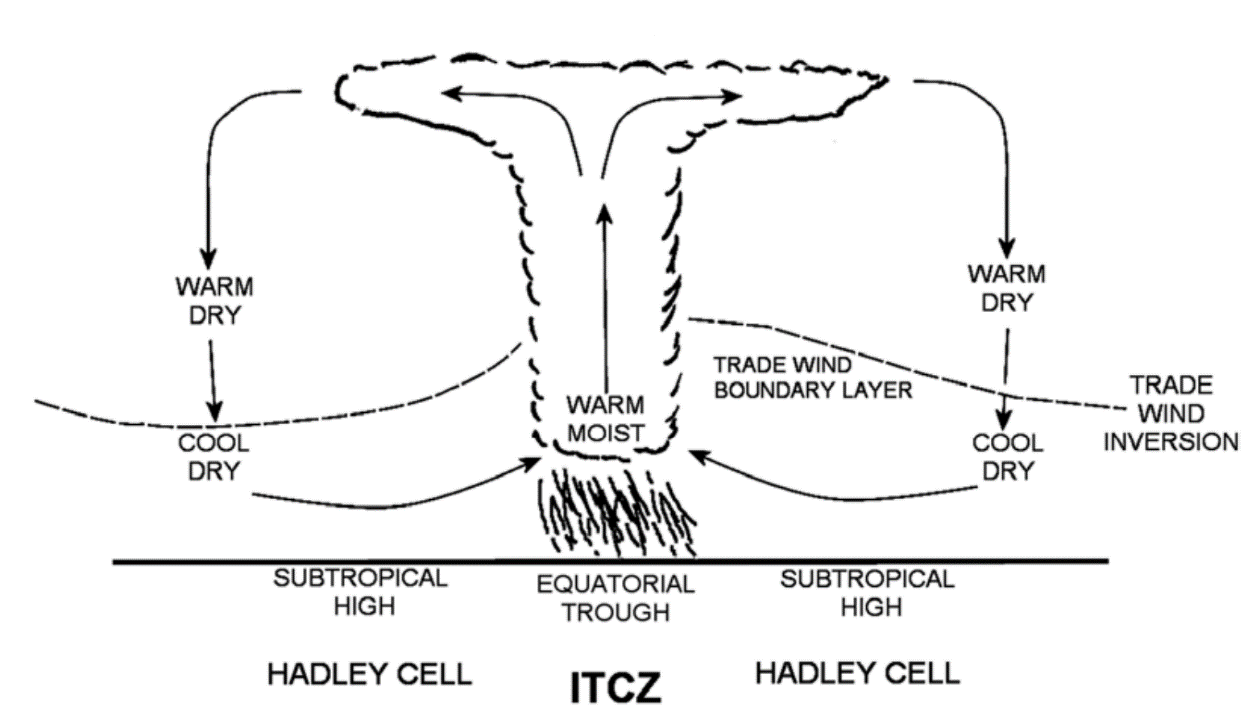 WARM
DRY
WARM
DRY
TRADE WIND
BOUNDARY LAYER
TRADE
WIND
INVERSION
WARM
MOIST
COOL
DRY
COOL
DRY
SUBTROPICAL
HIGH
EQUATORIAL
TROUGH
SUBTROPICAL
HIGH
HADLEY CELL
ITCZ
HADLEY CELL